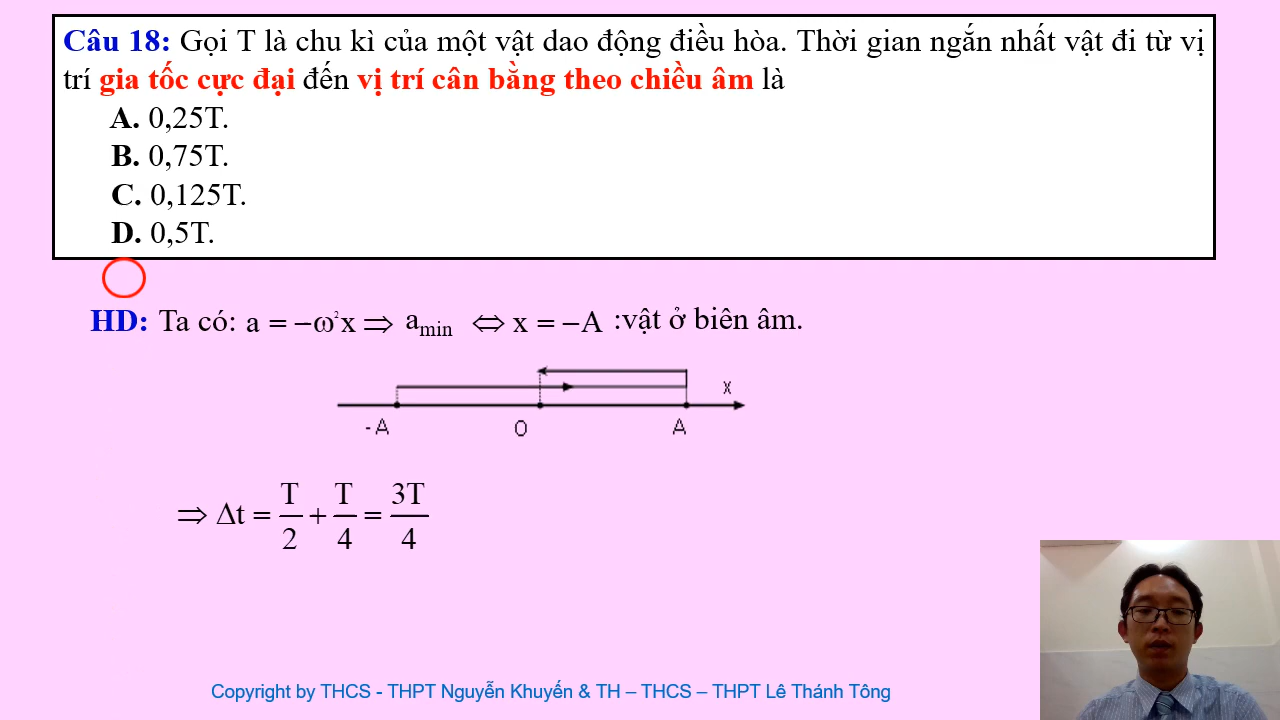 Câu 18: Gọi T là chu kì của một vật dao động điều hòa. Thời gian ngắn nhất vật đi từ vị
trí gia tốc cực đại đến vị trí cân bằng theo chiều âm là
A. 0,25T.
B. 0,75T.
C. 0,125T.
D. 0,5T.
HD: Ta có: a = −ω²x ⇒ a_min ⇔ x = −A :vật ở biên âm.
x
-A O A
⇒ Δt = T/2 + T/4 = 3T/4
Copyright by THCS - THPT Nguyễn Khuyến & TH – THCS – THPT Lê Thánh Tông